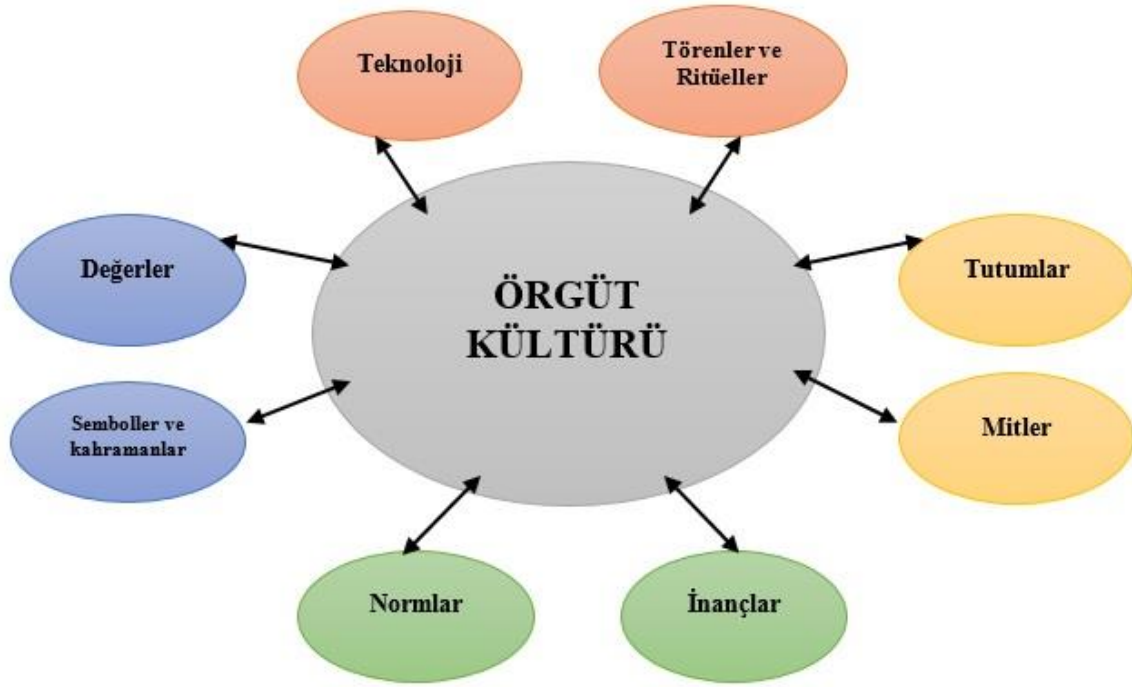 Teknoloji
Törenler ve
Ritüeller
Değerler
ÖRGÜT
KÜLTÜRÜ
Tutumlar
Semboller ve
kahramanlar
Mitler
Normlar
İnançlar